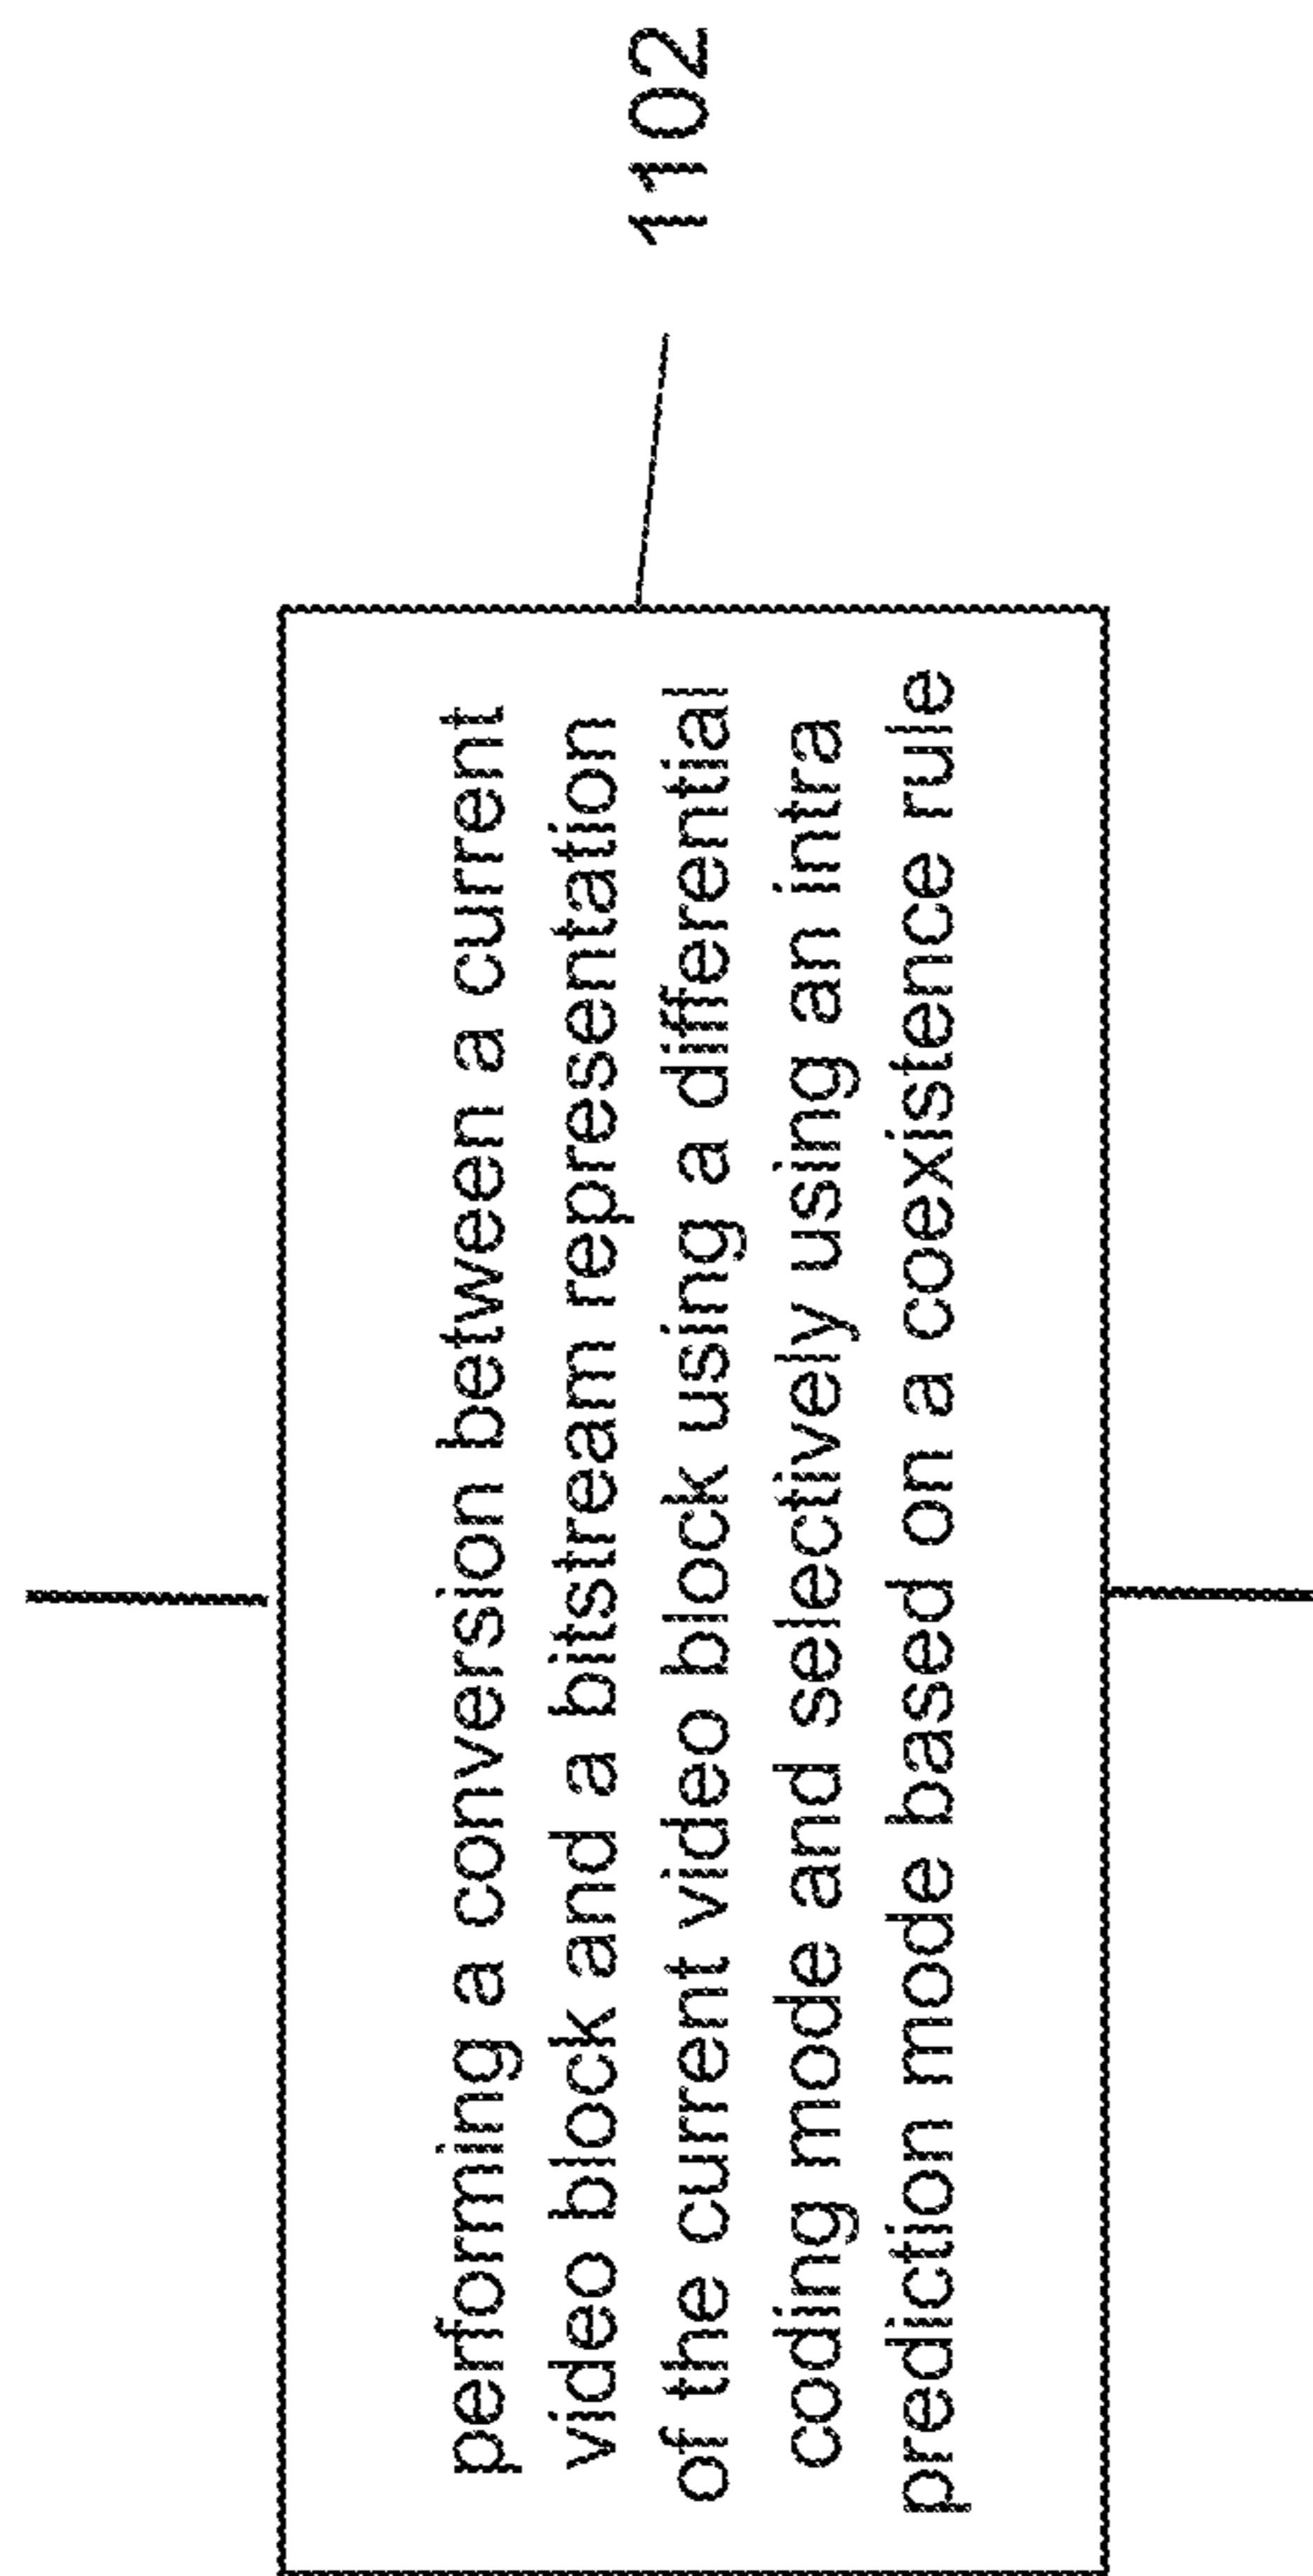 performing a conversion between a current
video block and a bitstream representation
of the current video block using a differential
coding mode and selectively using an intra
prediction mode based on a coexistence rule
1102